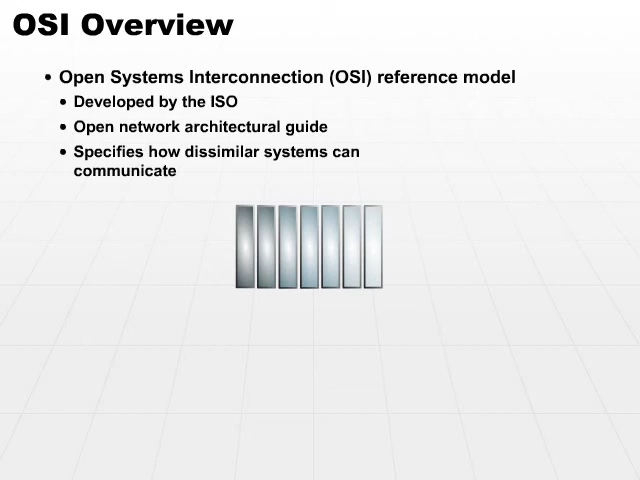 OSI Overview
• Open Systems Interconnection (OSI) reference model
• Developed by the ISO
• Open network architectural guide
• Specifies how dissimilar systems can
communicate